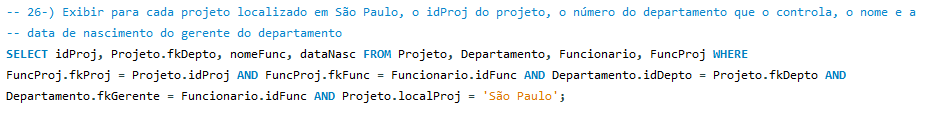 -- 26-) Exibir para cada projeto localizado em São Paulo, o idProj do projeto, o número do departamento que o controla, o nome e a
-- data de nascimento do gerente do departamento
SELECT idProj, Projeto.fkDepto, nomeFunc, dataNasc FROM Projeto, Departamento, Funcionario, FuncProj WHERE
FuncProj.fkProj = Projeto.idProj AND FuncProj.fkFunc = Funcionario.idFunc AND Departamento.idDepto = Projeto.fkDepto AND
Departamento.fkGerente = Funcionario.idFunc AND Projeto.localProj = 'São Paulo';